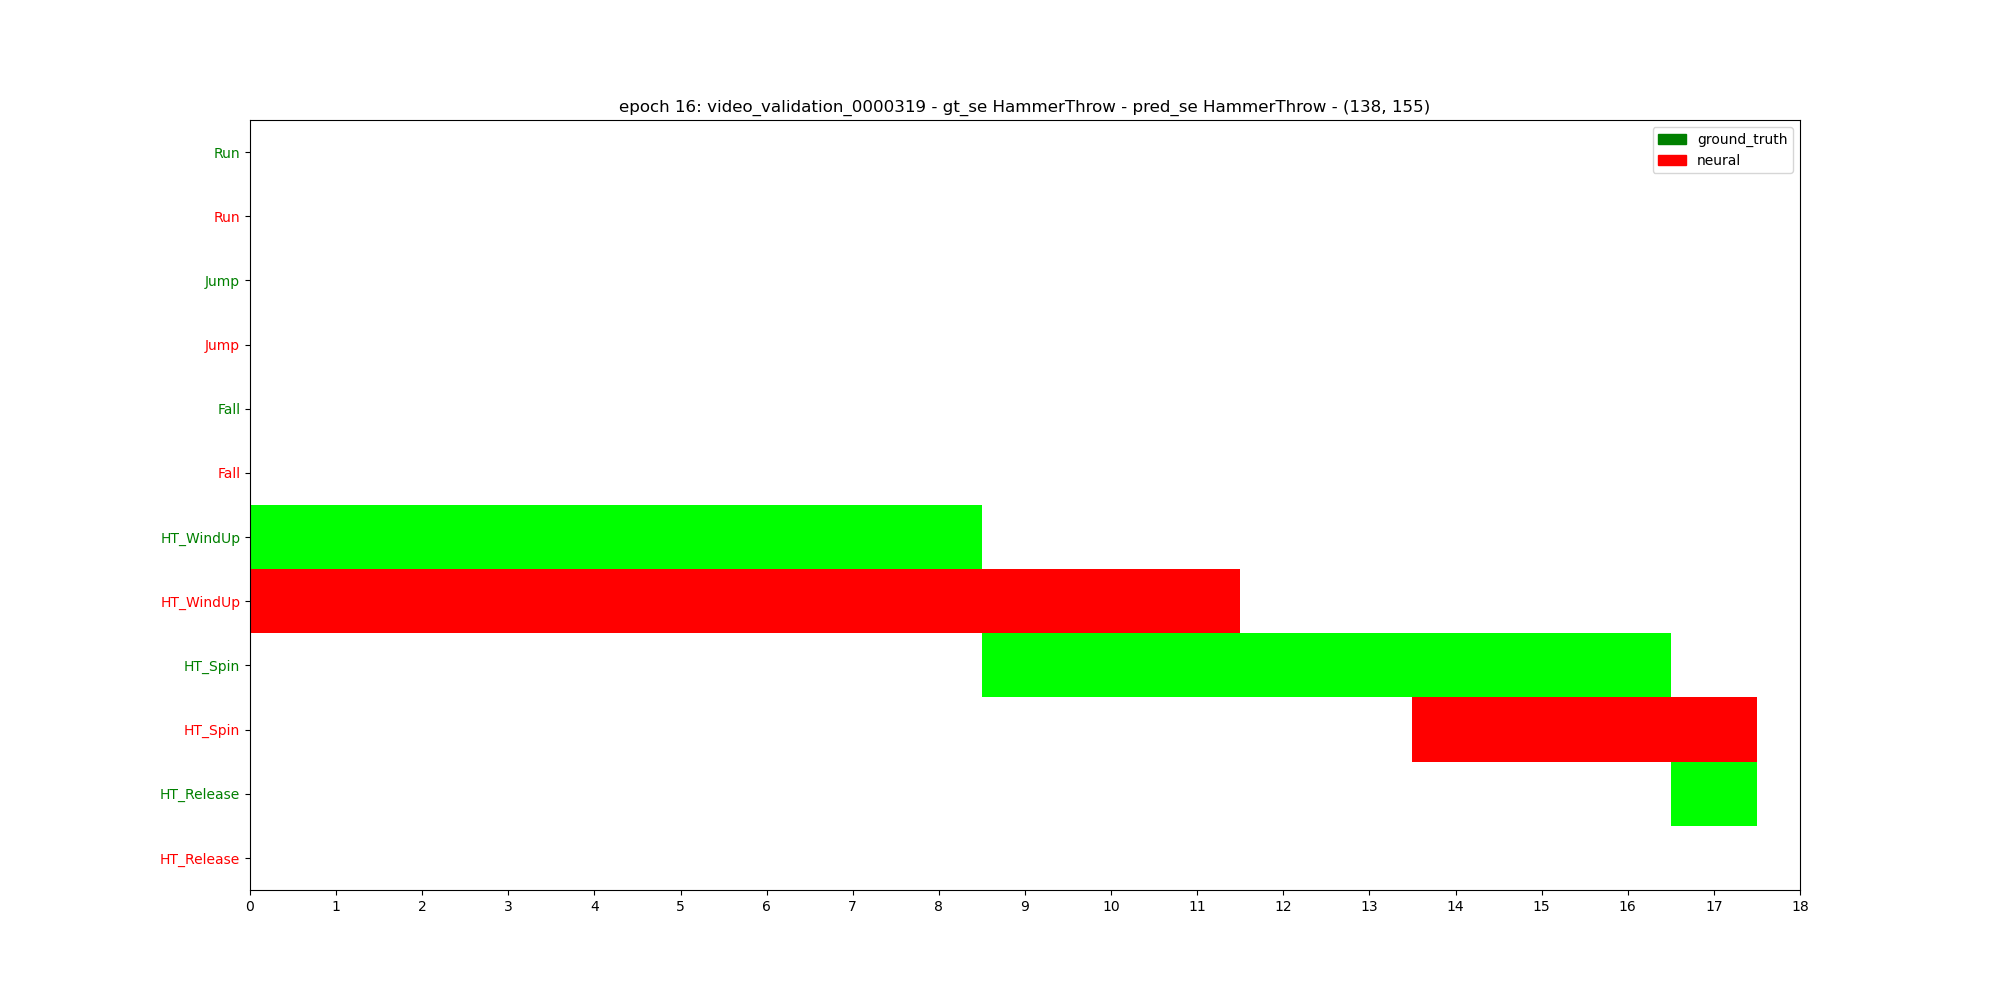 epoch 16: video_validation_0000319 - gt_se HammerThrow - pred_se HammerThrow - (138, 155)
ground_truth
neural
Run
Run
Jump
Jump
Fall
Fall
HT_WindUp
HT_WindUp
HT_Spin
HT_Spin
HT_Release
HT_Release
0 1 2 3 4 5 6 7 8 9 10 11 12 13 14 15 16 17 18